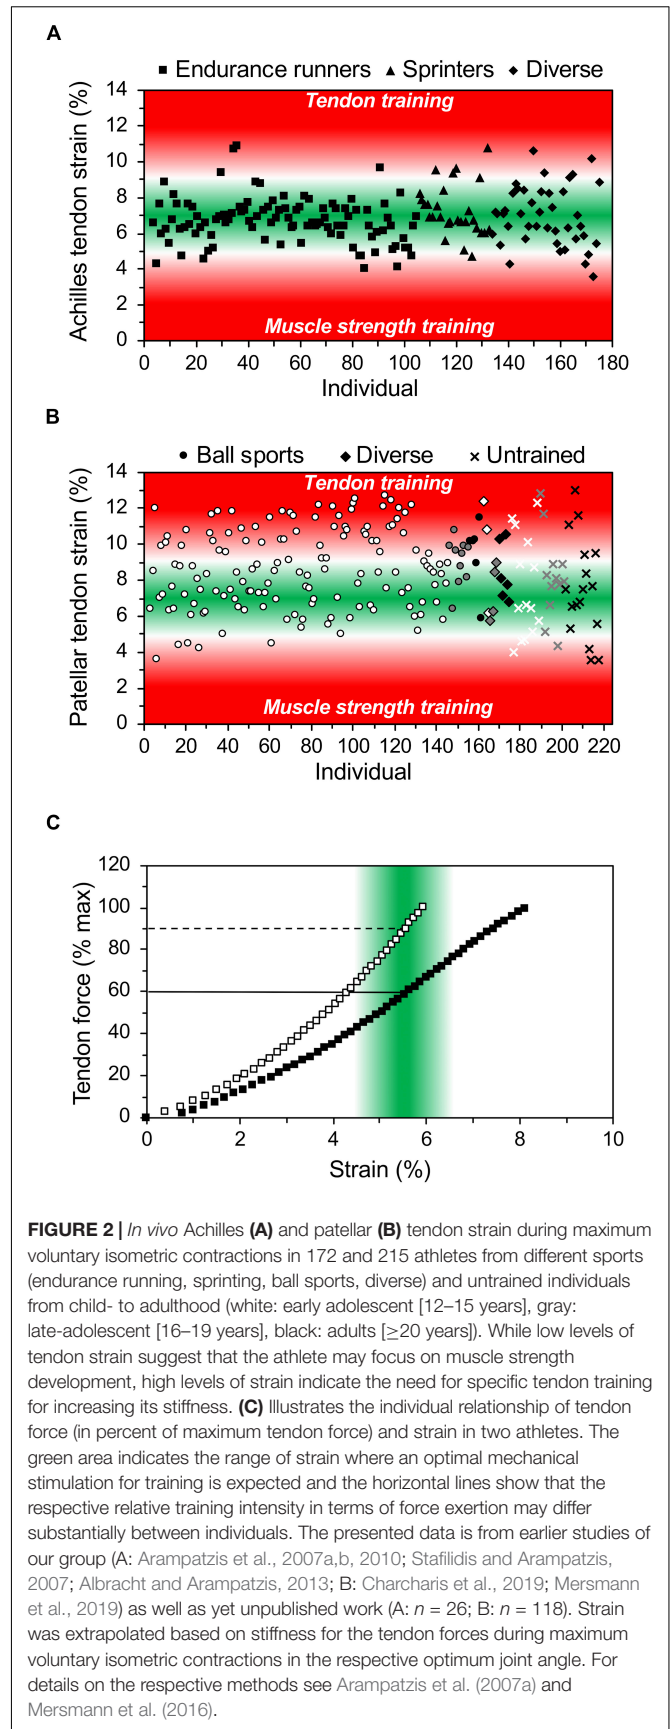 A
Endurance runners Sprinters Diverse
Achilles tendon strain (%)
14
12
10
8
6
4
2
0
Tendon training
Muscle strength training
0 20 40 60 80 100 120 140 160 180
Individual
B
Ball sports Diverse Untrained
Patellar tendon strain (%)
14
12
10
8
6
4
2
0
Tendon training
Muscle strength training
0 20 40 60 80 100 120 140 160 180 200 220
Individual
C
Tendon force (% max)
120
100
80
60
40
20
0
0 2 4 6 8 10
Strain (%)
FIGURE 2 | In vivo Achilles (A) and patellar (B) tendon strain during maximum
voluntary isometric contractions in 172 and 215 athletes from different sports
(endurance running, sprinting, ball sports, diverse) and untrained individuals
from child- to adulthood (white: early adolescent [12–15 years], gray:
late-adolescent [16–19 years], black: adults [≥20 years]). While low levels of
tendon strain suggest that the athlete may focus on muscle strength
development, high levels of strain indicate the need for specific tendon training
for increasing its stiffness. (C) Illustrates the individual relationship of tendon
force (in percent of maximum tendon force) and strain in two athletes. The
green area indicates the range of strain where an optimal mechanical
stimulation for training is expected and the horizontal lines show that the
respective relative training intensity in terms of force exertion may differ
substantially between individuals. The presented data is from earlier studies of
our group (A: Arampatzis et al., 2007a,b, 2010; Stafilidis and Arampatzis,
2007; Albracht and Arampatzis, 2013; B: Charcharis et al., 2019; Mersmann
et al., 2019) as well as yet unpublished work (A: n = 26; B: n = 118). Strain
was extrapolated based on stiffness for the tendon forces during maximum
voluntary isometric contractions in the respective optimum joint angle. For
details on the respective methods see Arampatzis et al. (2007a) and
Mersmann et al. (2016).